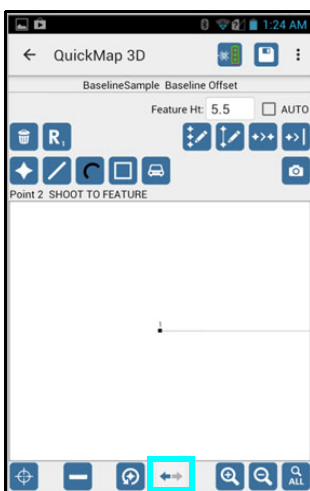 1:24 AM
QuickMap 3D
BaselineSample Baseline Offset
Feature Ht: 5.5 AUTO
R1
Point 2 SHOOT TO FEATURE
1
ALL